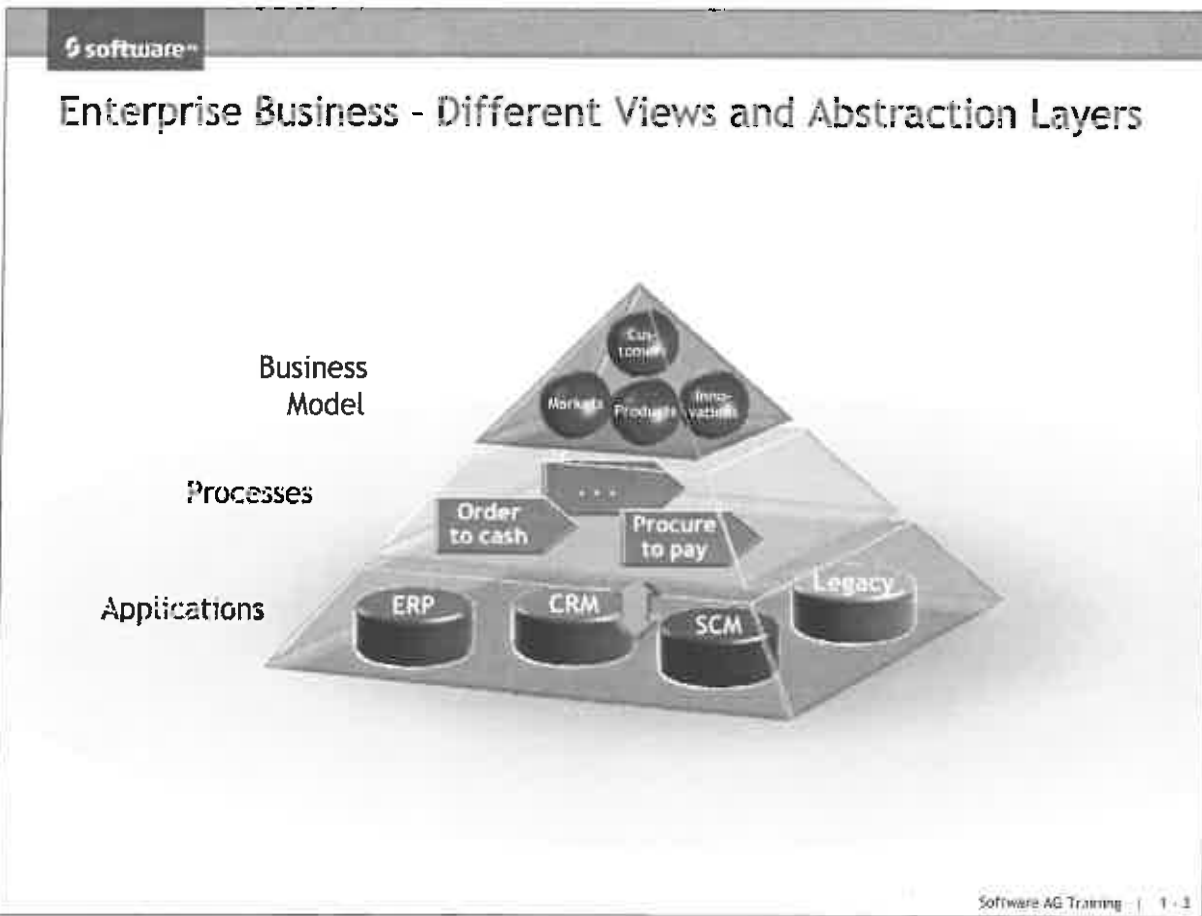 software AG
Enterprise Business - Different Views and Abstraction Layers
Business
Model
Cus-
tomers
Markets
Products
Inno-
vations
Processes
...
Order
to cash
Procure
to pay
Applications
ERP
CRM
SCM
Legacy
Software AG Training | 1 -